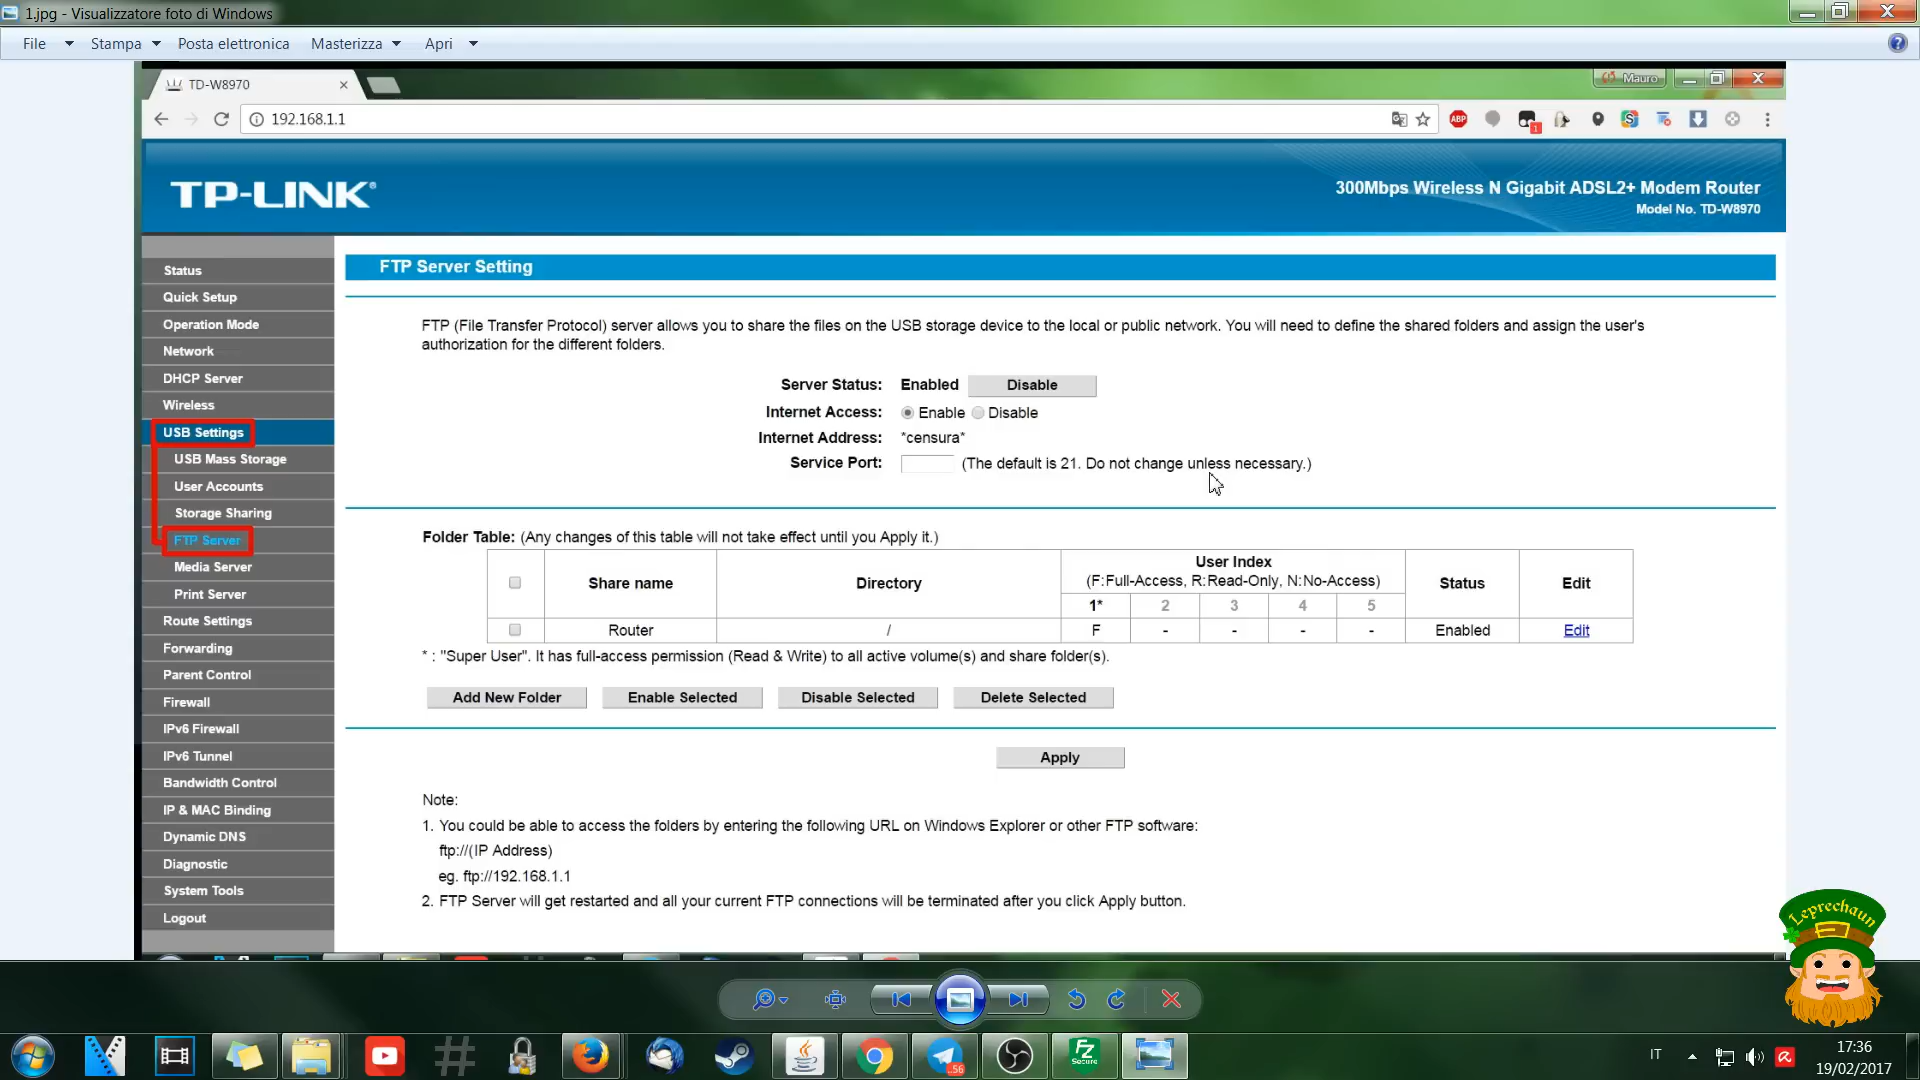 1.jpg - Visualizzatore foto di Windows
File Stampa Posta elettronica Masterizza Apri
TD-W8970
Mauro
192.168.1.1
ABP
1
TP-LINK®
300Mbps Wireless N Gigabit ADSL2+ Modem Router
Model No. TD-W8970
Status
Quick Setup
Operation Mode
Network
DHCP Server
Wireless
USB Settings
USB Mass Storage
User Accounts
Storage Sharing
FTP Server
Media Server
Print Server
Route Settings
Forwarding
Parent Control
Firewall
IPv6 Firewall
IPv6 Tunnel
Bandwidth Control
IP & MAC Binding
Dynamic DNS
Diagnostic
System Tools
Logout
FTP Server Setting
FTP (File Transfer Protocol) server allows you to share the files on the USB storage device to the local or public network. You will need to define the shared folders and assign the user's
authorization for the different folders.
Server Status: Enabled Disable
Internet Access: Enable Disable
Internet Address: *censura*
Service Port: (The default is 21. Do not change unless necessary.)
Folder Table: (Any changes of this table will not take effect until you Apply it.)
Share name Directory User Index (F:Full-Access, R:Read-Only, N:No-Access) Status Edit
1* 2 3 4 5
Router / F - - - - Enabled Edit
* : "Super User". It has full-access permission (Read & Write) to all active volume(s) and share folder(s).
Add New Folder Enable Selected Disable Selected Delete Selected
Apply
Note:
1. You could be able to access the folders by entering the following URL on Windows Explorer or other FTP software:
ftp://(IP Address)
eg. ftp://192.168.1.1
2. FTP Server will get restarted and all your current FTP connections will be terminated after you click Apply button.
Leprechaun
56
FZ
Secure
IT
17:36
19/02/2017